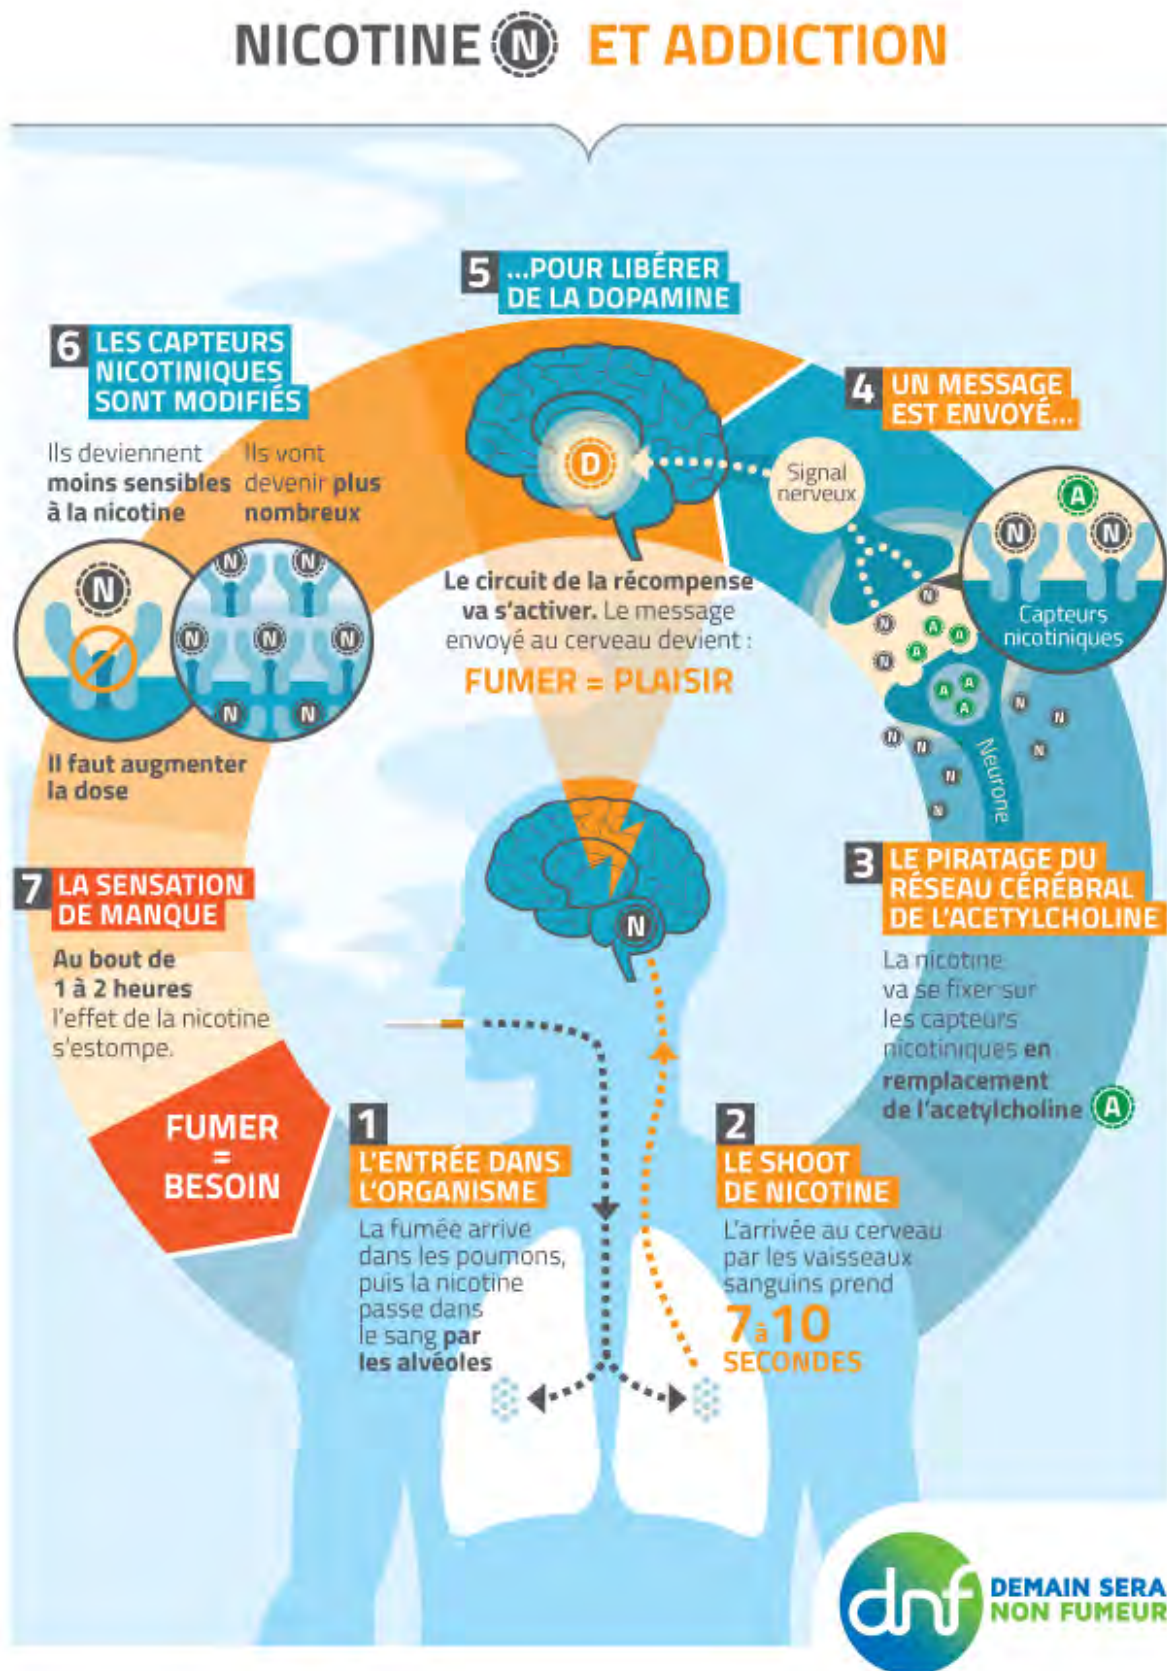 NICOTINE N ET ADDICTION
5 ...POUR LIBÉRER
DE LA DOPAMINE
6 LES CAPTEURS
NICOTINIQUES
SONT MODIFIÉS
Ils deviennent
moins sensibles
à la nicotine
Ils vont
devenir plus
nombreux
N
N N
N N N
N N
Il faut augmenter
la dose
D
Le circuit de la récompense
va s'activer. Le message
envoyé au cerveau devient :
FUMER = PLAISIR
4 UN MESSAGE
EST ENVOYÉ...
Signal
nerveux
A
N N
Capteurs
nicotiniques
N
N A A
N A
A A
A
N N
N N
N
N
N
Neurone
3 LE PIRATAGE DU
RÉSEAU CÉRÉBRAL
DE L'ACETYLCHOLINE
La nicotine
va se fixer sur
les capteurs
nicotiniques en
remplacement
de l'acetylcholine A
7 LA SENSATION
DE MANQUE
Au bout de
1 à 2 heures
l'effet de la nicotine
s'estompe.
FUMER
=
BESOIN
N
1
L'ENTRÉE DANS
L'ORGANISME
La fumée arrive
dans les poumons,
puis la nicotine
passe dans
le sang par
les alvéoles
2
LE SHOOT
DE NICOTINE
L'arrivée au cerveau
par les vaisseaux
sanguins prend
7 à 10
SECONDES
dnf
DEMAIN SERA
NON FUMEUR